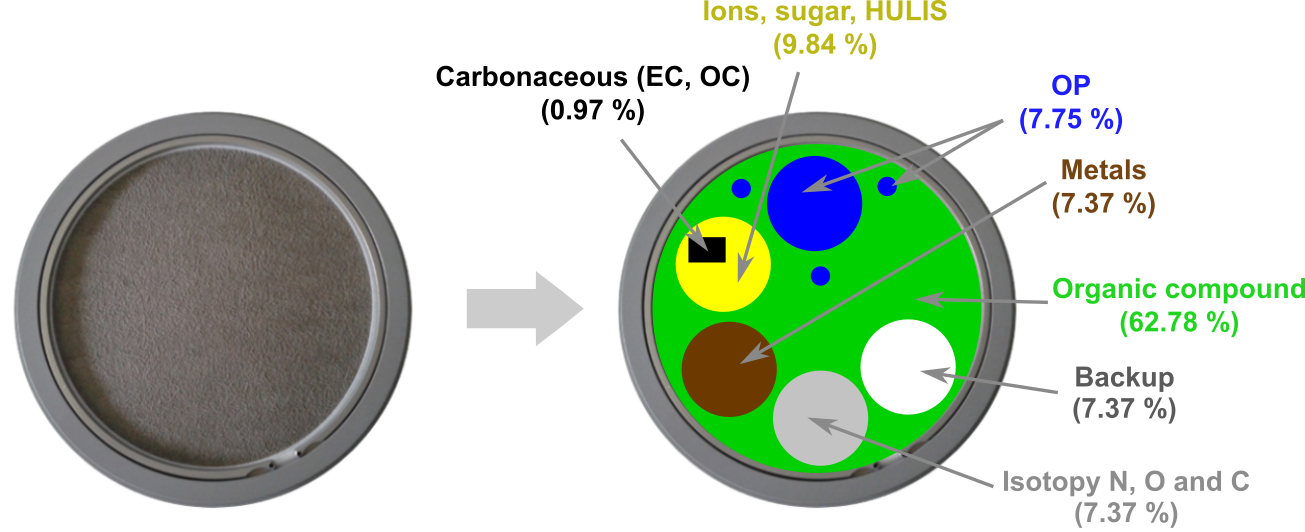 Ions, sugar, HULIS
(9.84 %)
Carbonaceous (EC, OC)
(0.97 %)
OP
(7.75 %)
Metals
(7.37 %)
Organic compound
(62.78 %)
Backup
(7.37 %)
Isotopy N, O and C
(7.37 %)